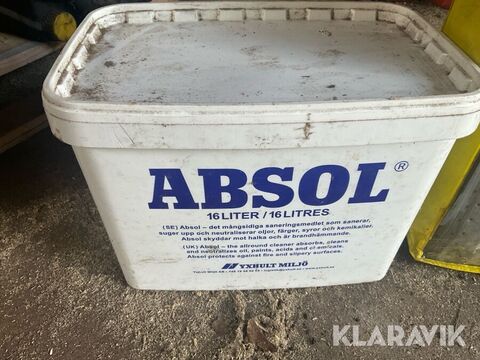 ABSOL®
16 LITER / 16 LITRES
(SE) Absol – det mångsidiga saneringsmedlet som sanerar,
suger upp och neutraliserar oljor, färger, syror och kemikalier.
Absol skyddar mot halka och är brandhämmande.
(UK) Absol – the allround cleaner absorbs, cleans
and neutralizes oil, paints, acids and chemicals.
Absol protects against fire and slipery surfaces.
YXHULT MILJÖ
KLARAVIK